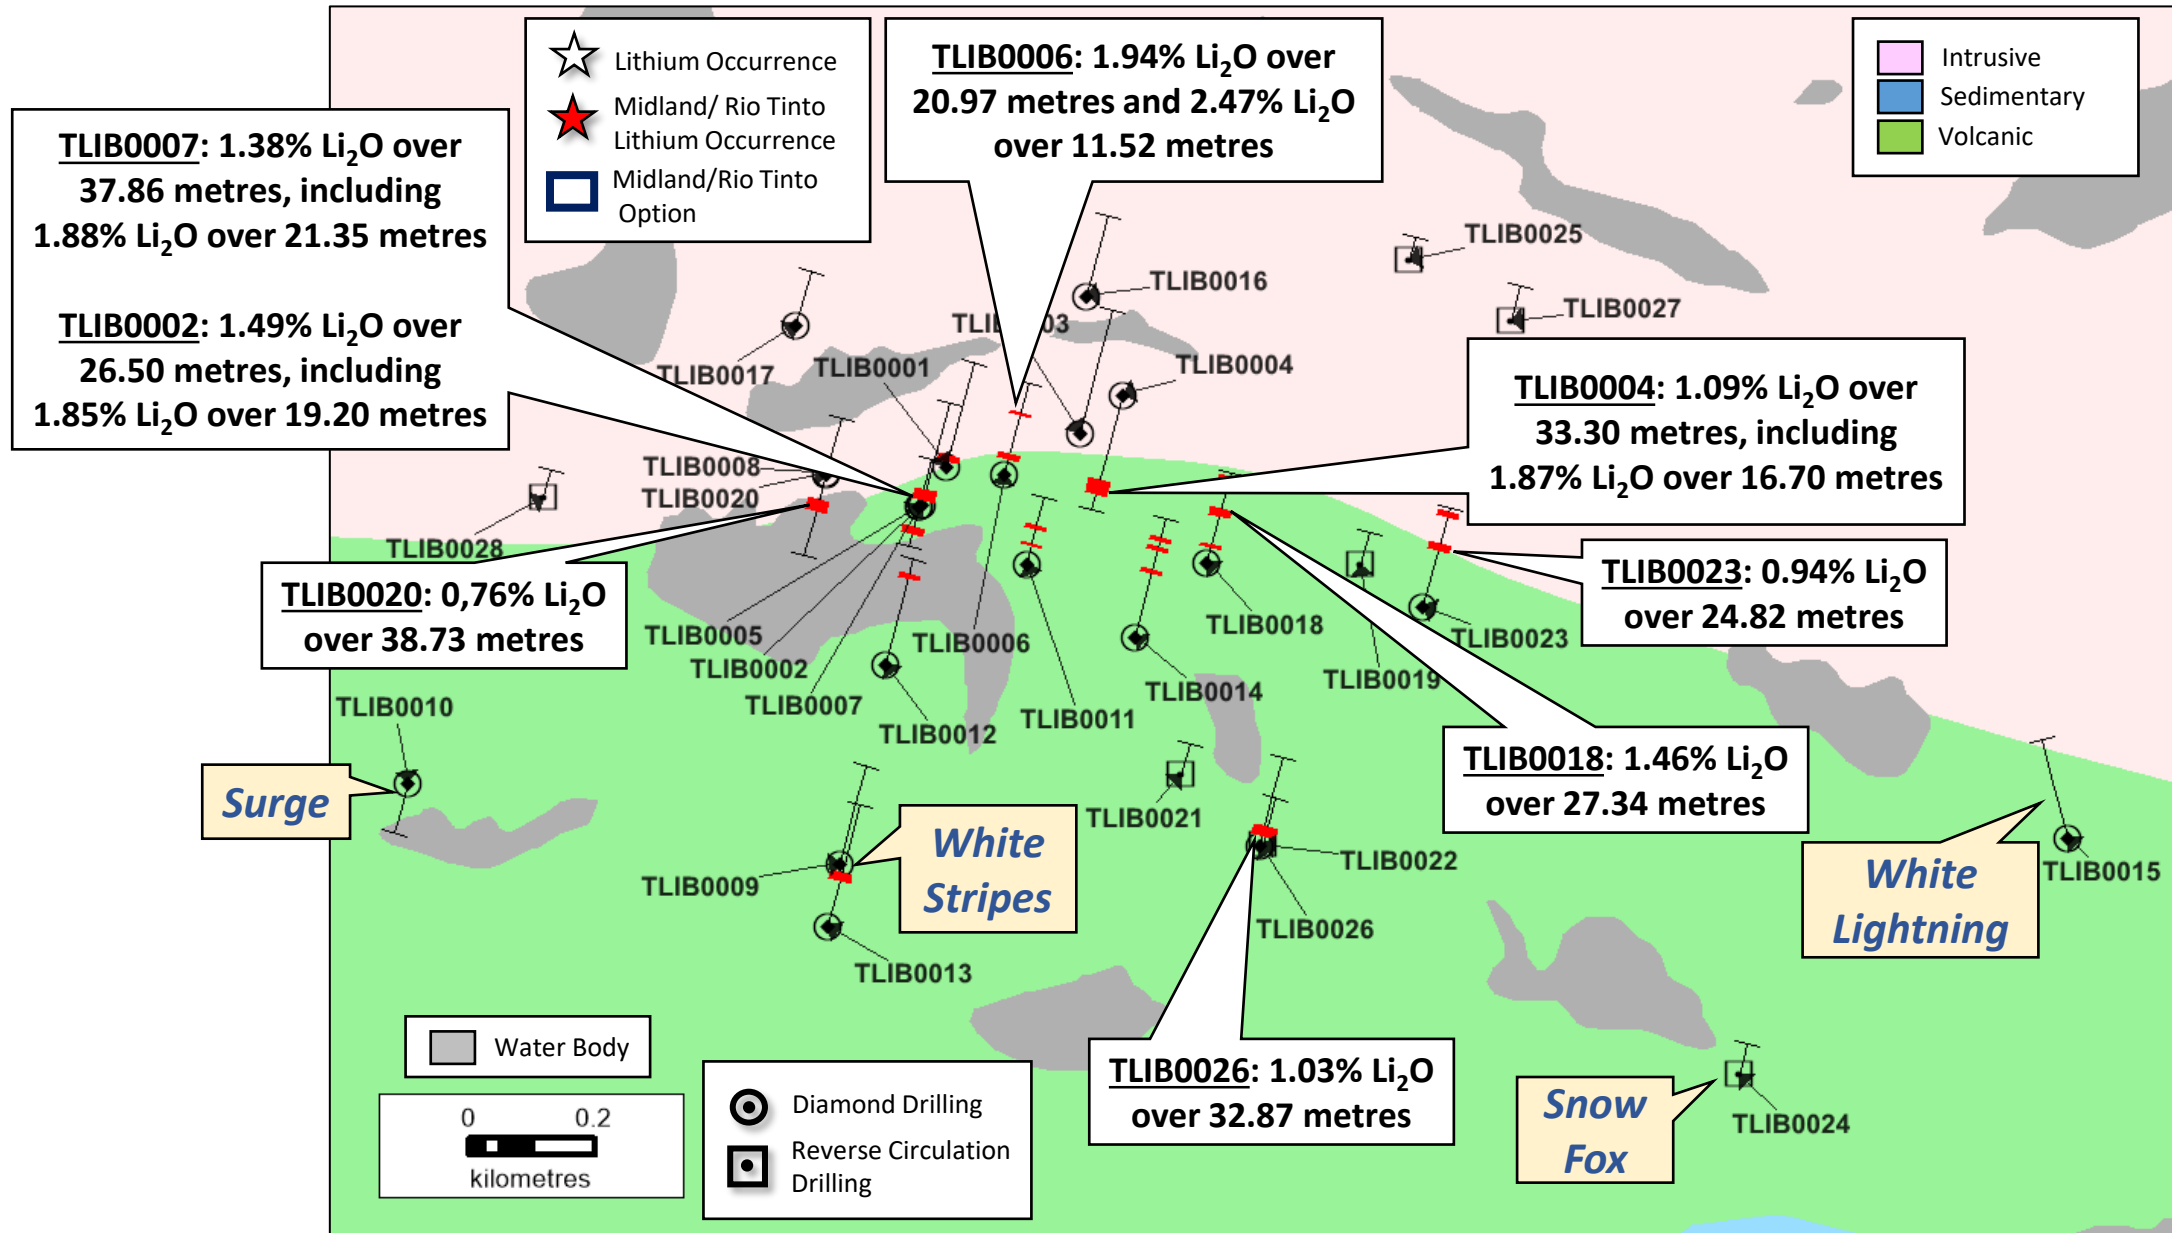 Lithium Occurrence
Midland/ Rio Tinto
Lithium Occurrence
Midland/Rio Tinto
Option
TLIB0006: 1.94% Li₂O over
20.97 metres and 2.47% Li₂O
over 11.52 metres
Intrusive
Sedimentary
Volcanic
TLIB0007: 1.38% Li₂O over
37.86 metres, including
1.88% Li₂O over 21.35 metres
TLIB0002: 1.49% Li₂O over
26.50 metres, including
1.85% Li₂O over 19.20 metres
TLIB0025
TLIB0016
TLIB0027
TLIB0017
TLIB0001
TLIB0004
TLIB0004: 1.09% Li₂O over
33.30 metres, including
1.87% Li₂O over 16.70 metres
TLIB0008
TLIB0020
TLIB0028
TLIB0020: 0,76% Li₂O
over 38.73 metres
TLIB0023: 0.94% Li₂O
over 24.82 metres
TLIB0005
TLIB0002
TLIB0007
TLIB0006
TLIB0012
TLIB0011
TLIB0018
TLIB0014
TLIB0019
TLIB0023
TLIB0010
Surge
TLIB0018: 1.46% Li₂O
over 27.34 metres
TLIB0021
White
Stripes
TLIB0009
TLIB0013
TLIB0022
TLIB0026
White
Lightning
TLIB0015
Water Body
0 0.2
kilometres
Diamond Drilling
Reverse Circulation
Drilling
TLIB0026: 1.03% Li₂O
over 32.87 metres
Snow
Fox
TLIB0024